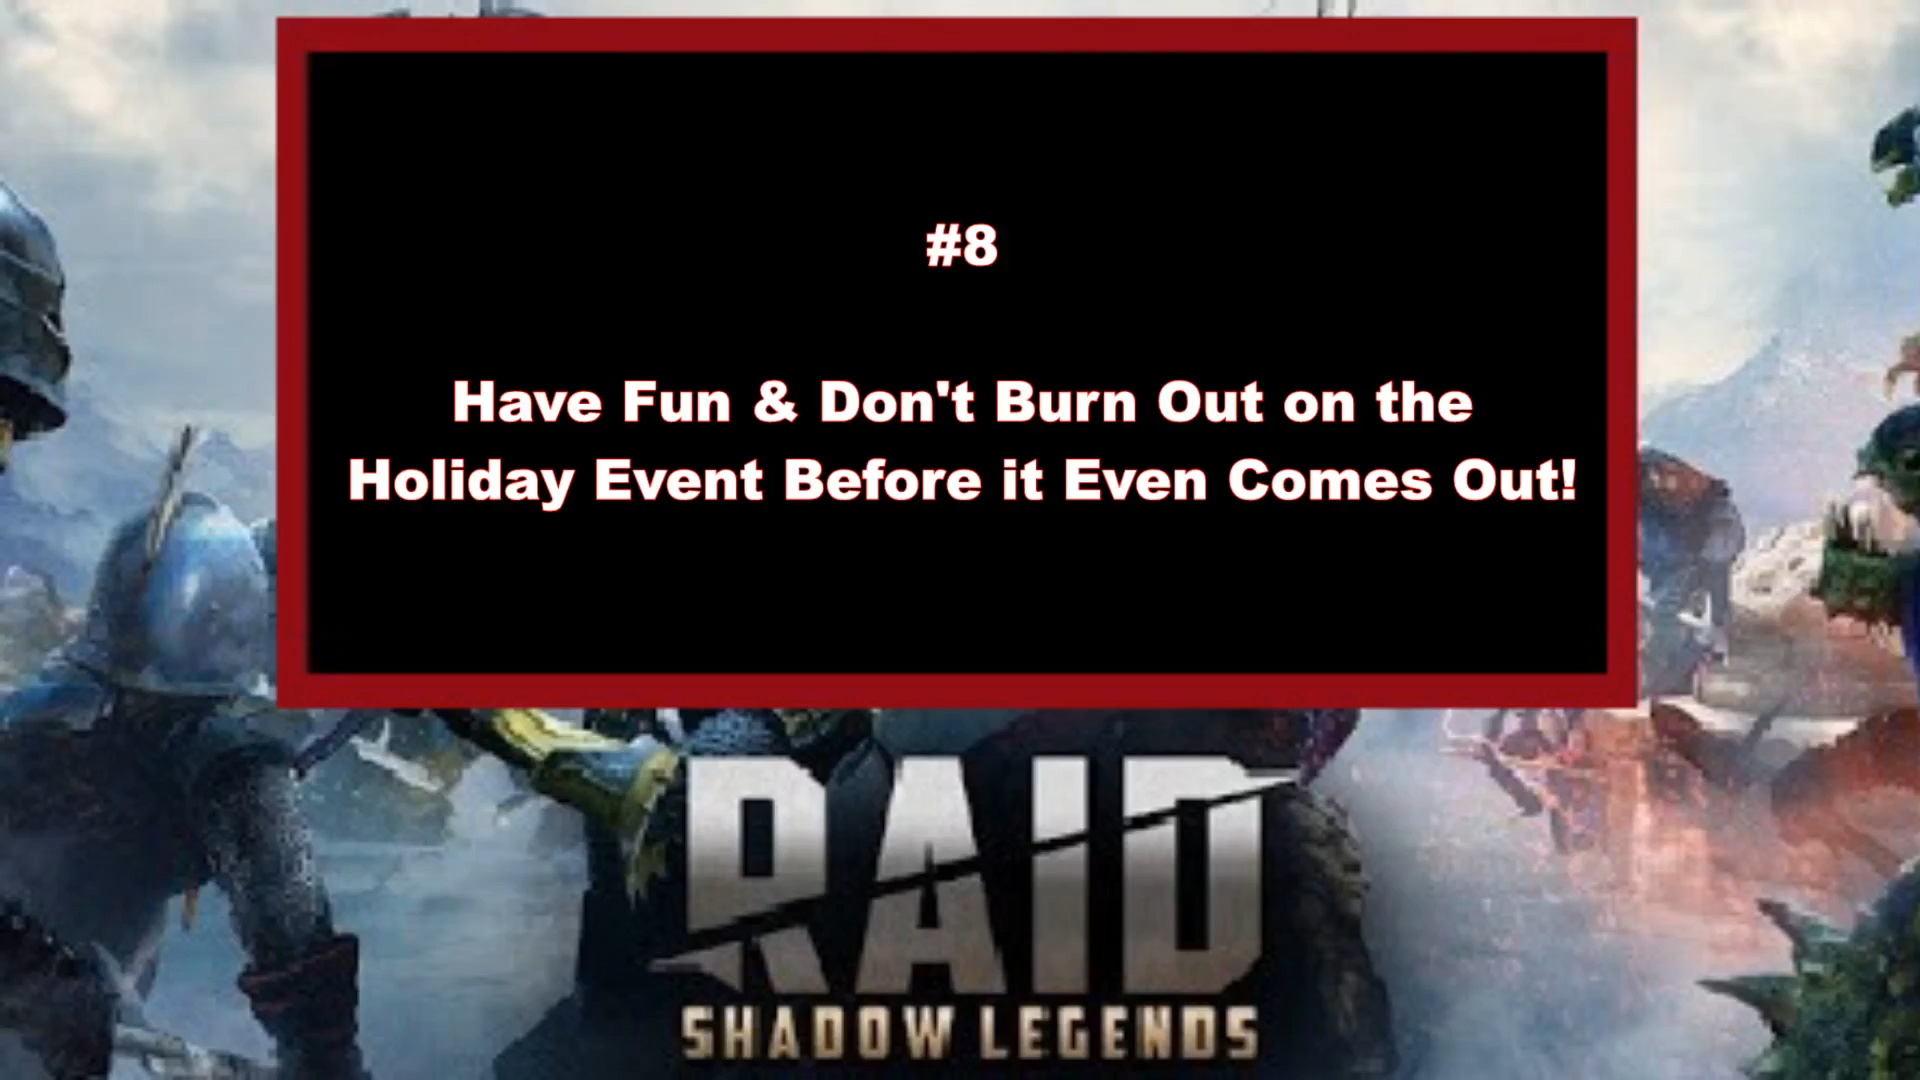 #8
Have Fun & Don't Burn Out on the
Holiday Event Before it Even Comes Out!
RAID
SHADOW LEGENDS